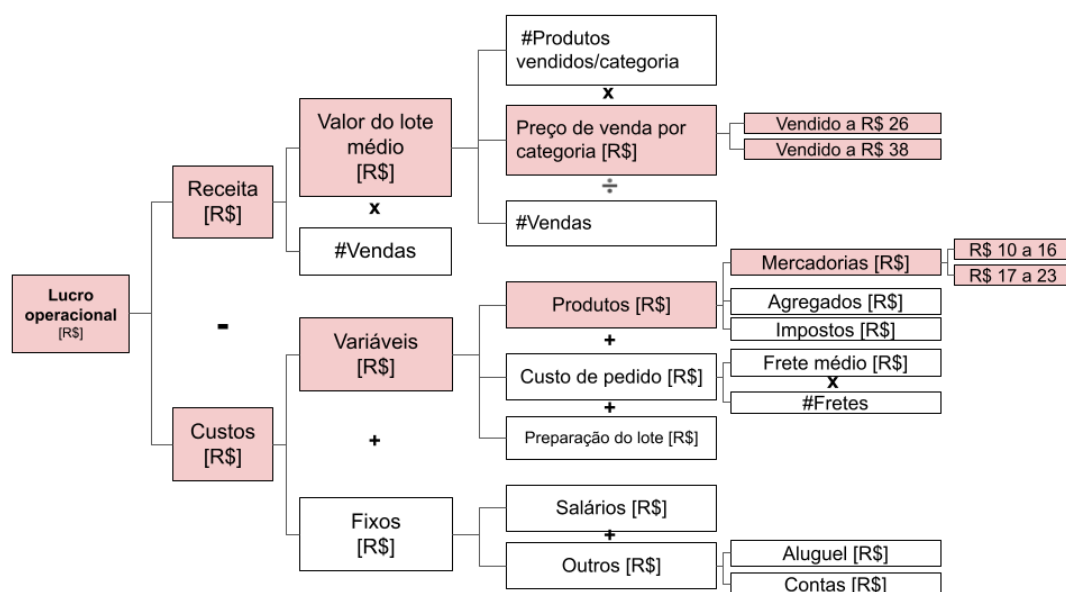 #Produtos
vendidos/categoria
x
Valor do lote
médio
[R$]
Preço de venda por
categoria [R$]
Vendido a R$ 26
Vendido a R$ 38
÷
Receita
[R$]
x
#Vendas
#Vendas
Lucro
operacional
[R$]
-
Mercadorias [R$]
R$ 10 a 16
R$ 17 a 23
Produtos [R$]
Agregados [R$]
Impostos [R$]
+
Variáveis
[R$]
Custo de pedido [R$]
Frete médio [R$]
x
#Fretes
+
Preparação do lote [R$]
Custos
[R$]
+
Fixos
[R$]
Salários [R$]
+
Outros [R$]
Aluguel [R$]
Contas [R$]